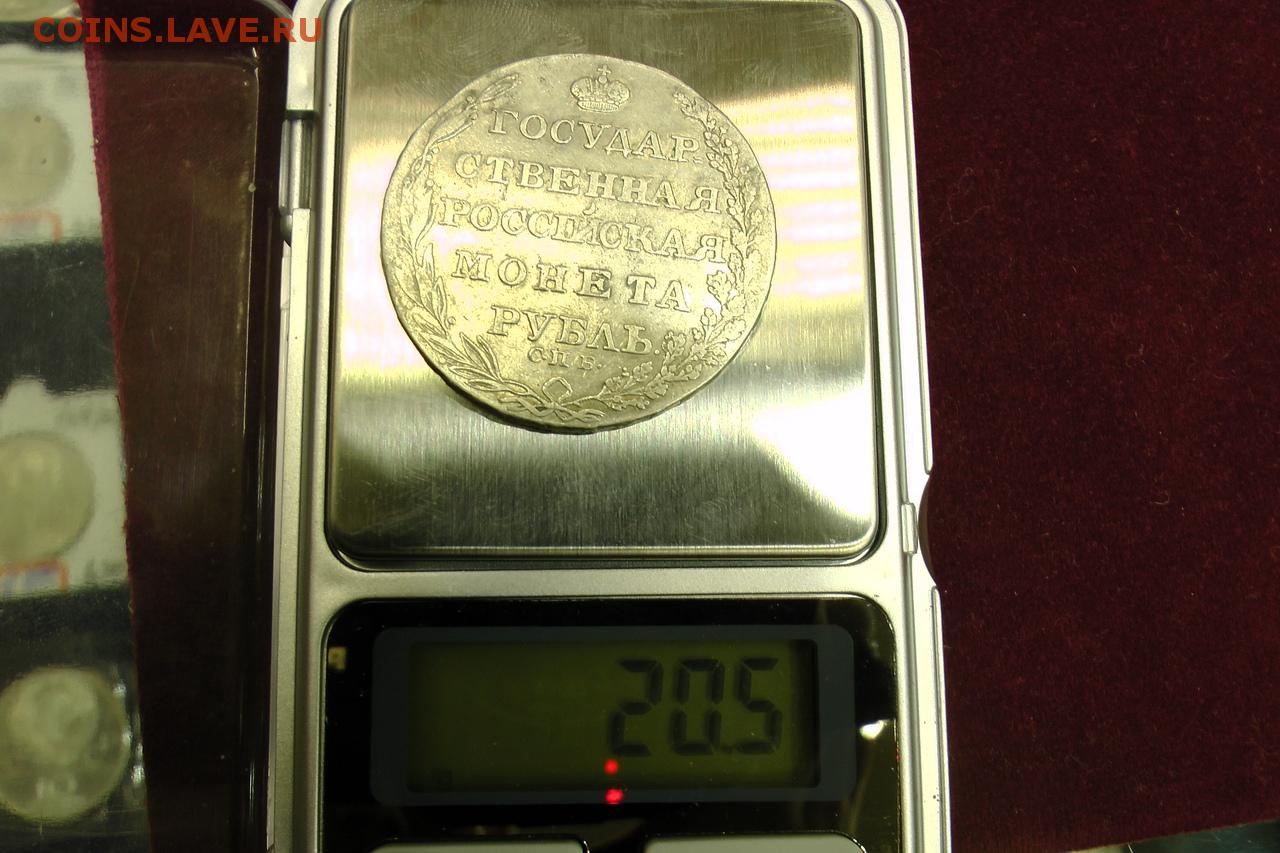 COINS.LAVE.RU
ГОСУДАР
СТВЕННАЯ
РОССІЙСКАЯ
МОНЕТА
РУБЛЬ.
СПБ.
20.5